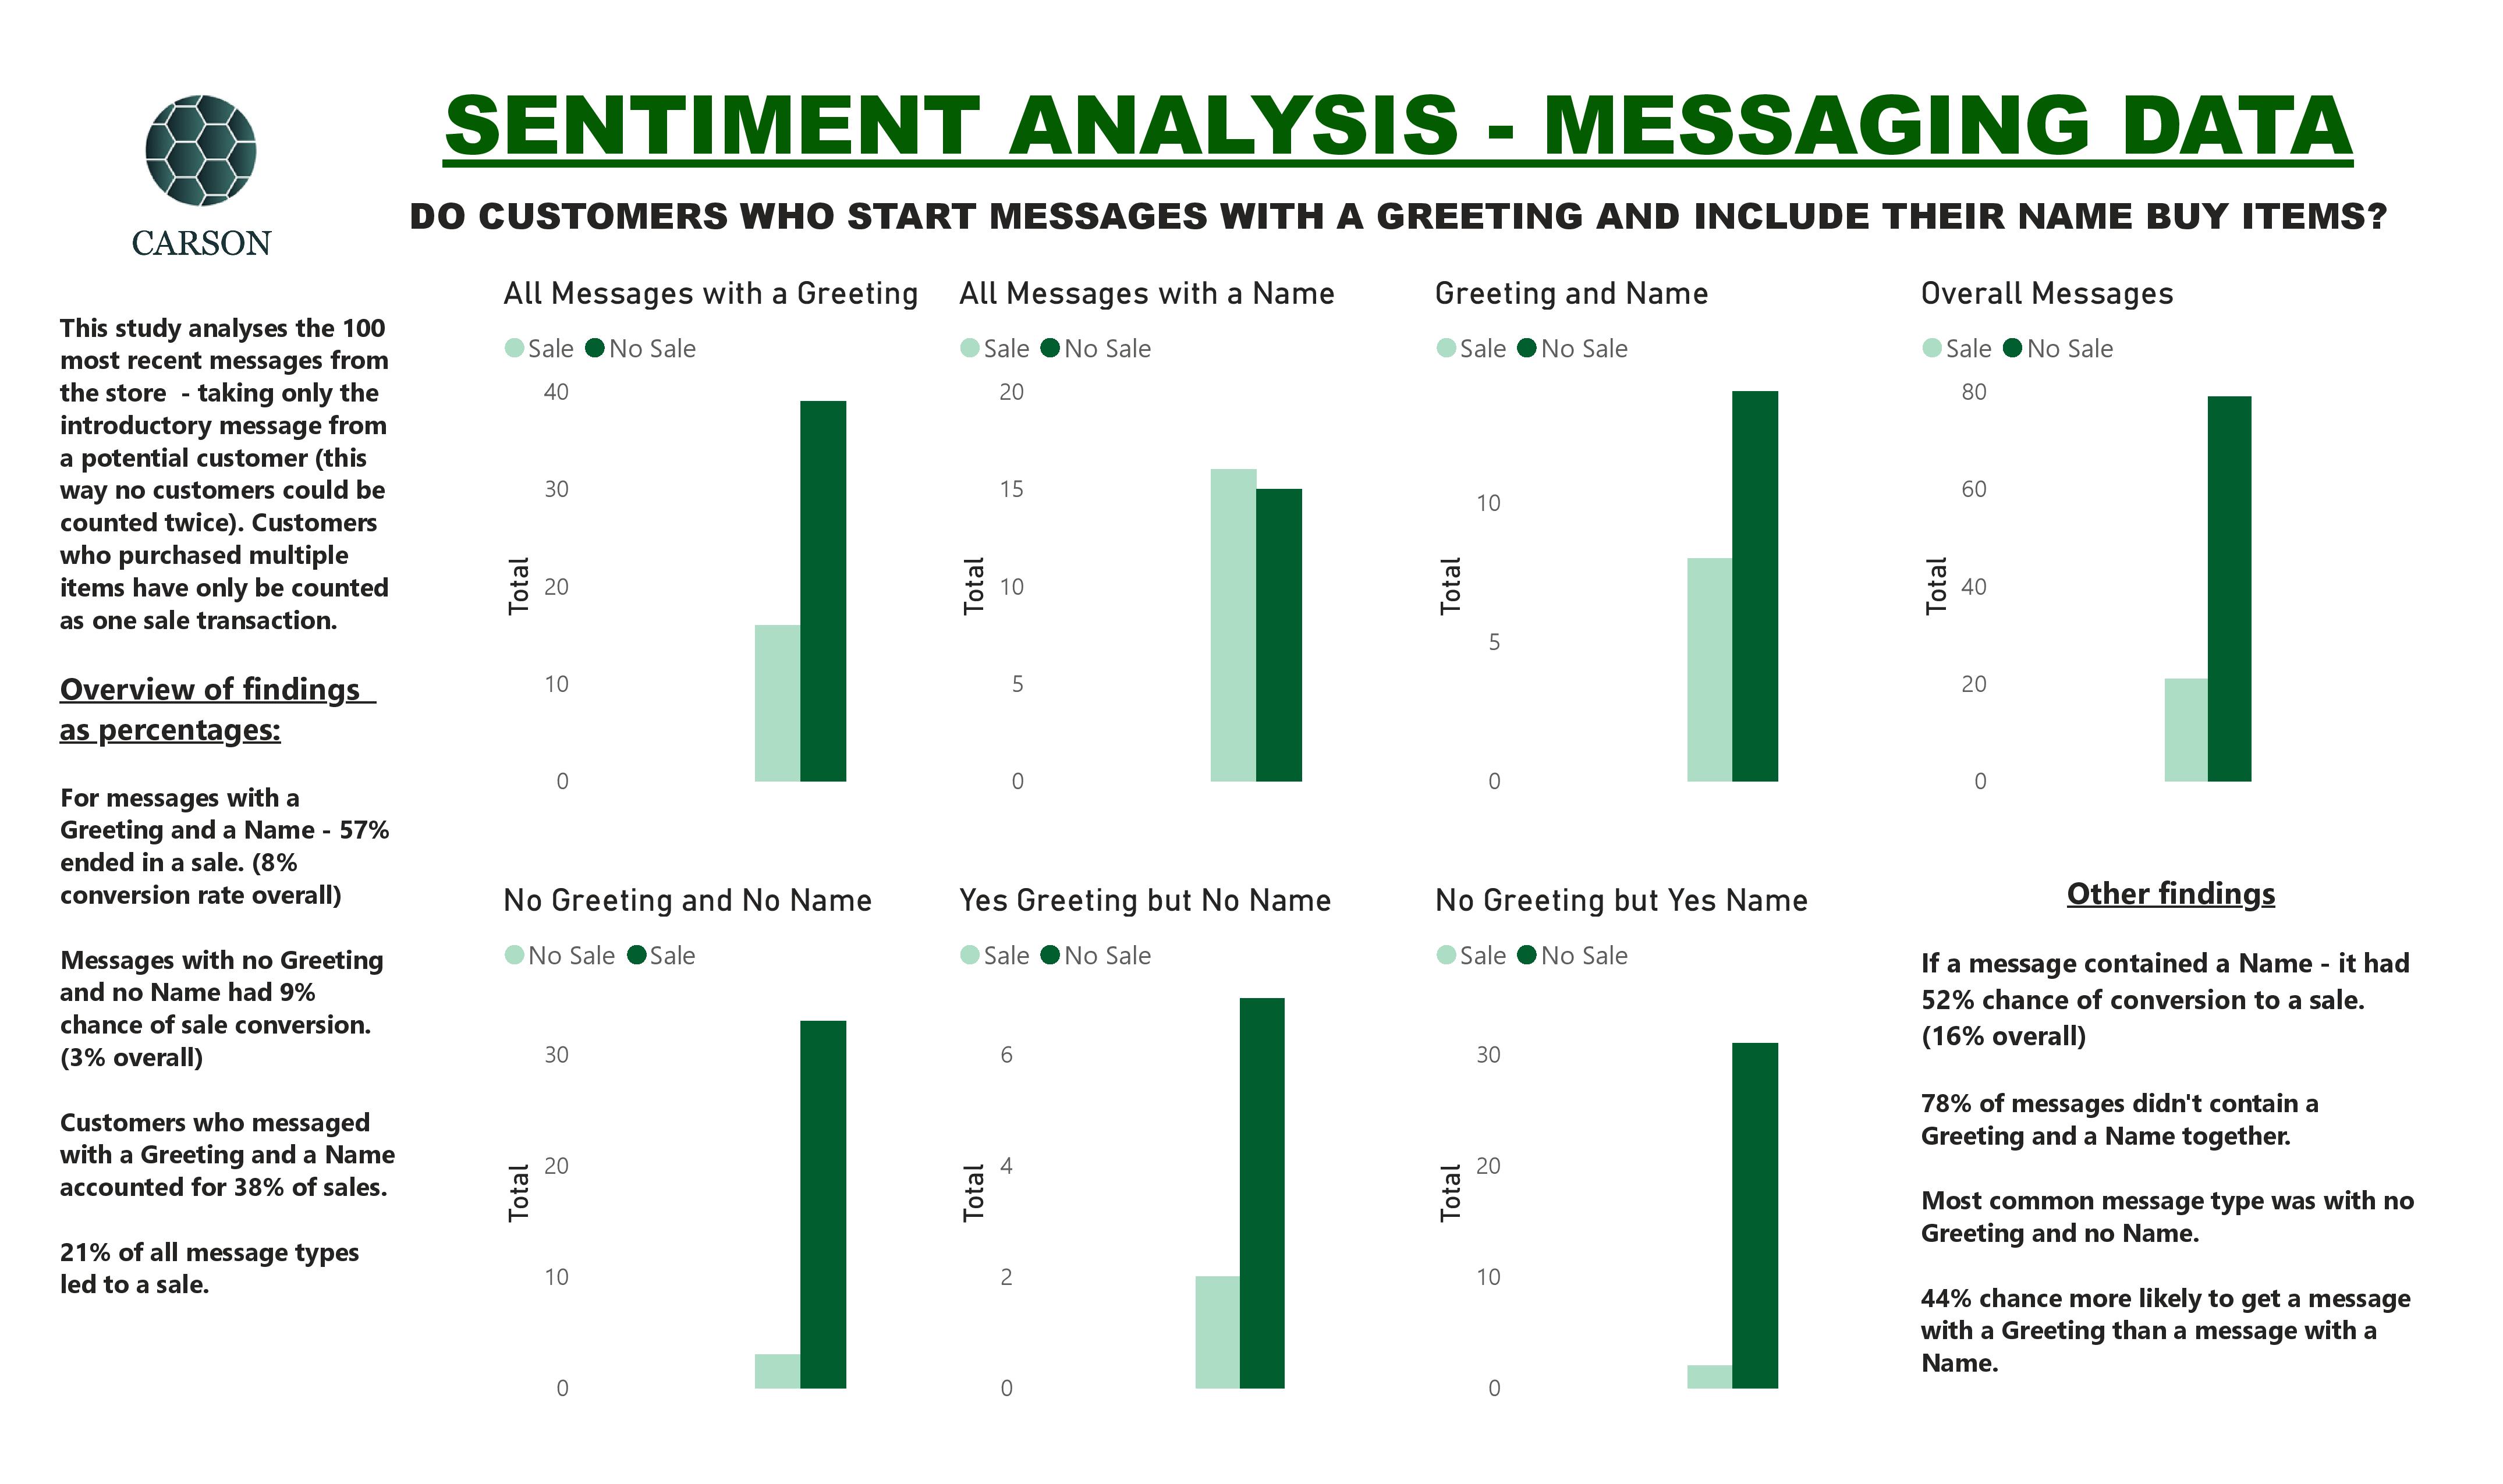 SENTIMENT ANALYSIS - MESSAGING DATA
DO CUSTOMERS WHO START MESSAGES WITH A GREETING AND INCLUDE THEIR NAME BUY ITEMS?
CARSON
This study analyses the 100
most recent messages from
the store - taking only the
introductory message from
a potential customer (this
way no customers could be
counted twice). Customers
who purchased multiple
items have only be counted
as one sale transaction.
Overview of findings
as percentages:
For messages with a
Greeting and a Name - 57%
ended in a sale. (8%
conversion rate overall)
Messages with no Greeting
and no Name had 9%
chance of sale conversion.
(3% overall)
Customers who messaged
with a Greeting and a Name
accounted for 38% of sales.
21% of all message types
led to a sale.
All Messages with a Greeting
Sale No Sale
40
30
20
10
0
Total
All Messages with a Name
Sale No Sale
20
15
10
5
0
Total
Greeting and Name
Sale No Sale
10
5
0
Total
Overall Messages
Sale No Sale
80
60
40
20
0
Total
No Greeting and No Name
No Sale Sale
30
20
10
0
Total
Yes Greeting but No Name
Sale No Sale
6
4
2
0
Total
No Greeting but Yes Name
Sale No Sale
30
20
10
0
Total
Other findings
If a message contained a Name - it had
52% chance of conversion to a sale.
(16% overall)
78% of messages didn't contain a
Greeting and a Name together.
Most common message type was with no
Greeting and no Name.
44% chance more likely to get a message
with a Greeting than a message with a
Name.